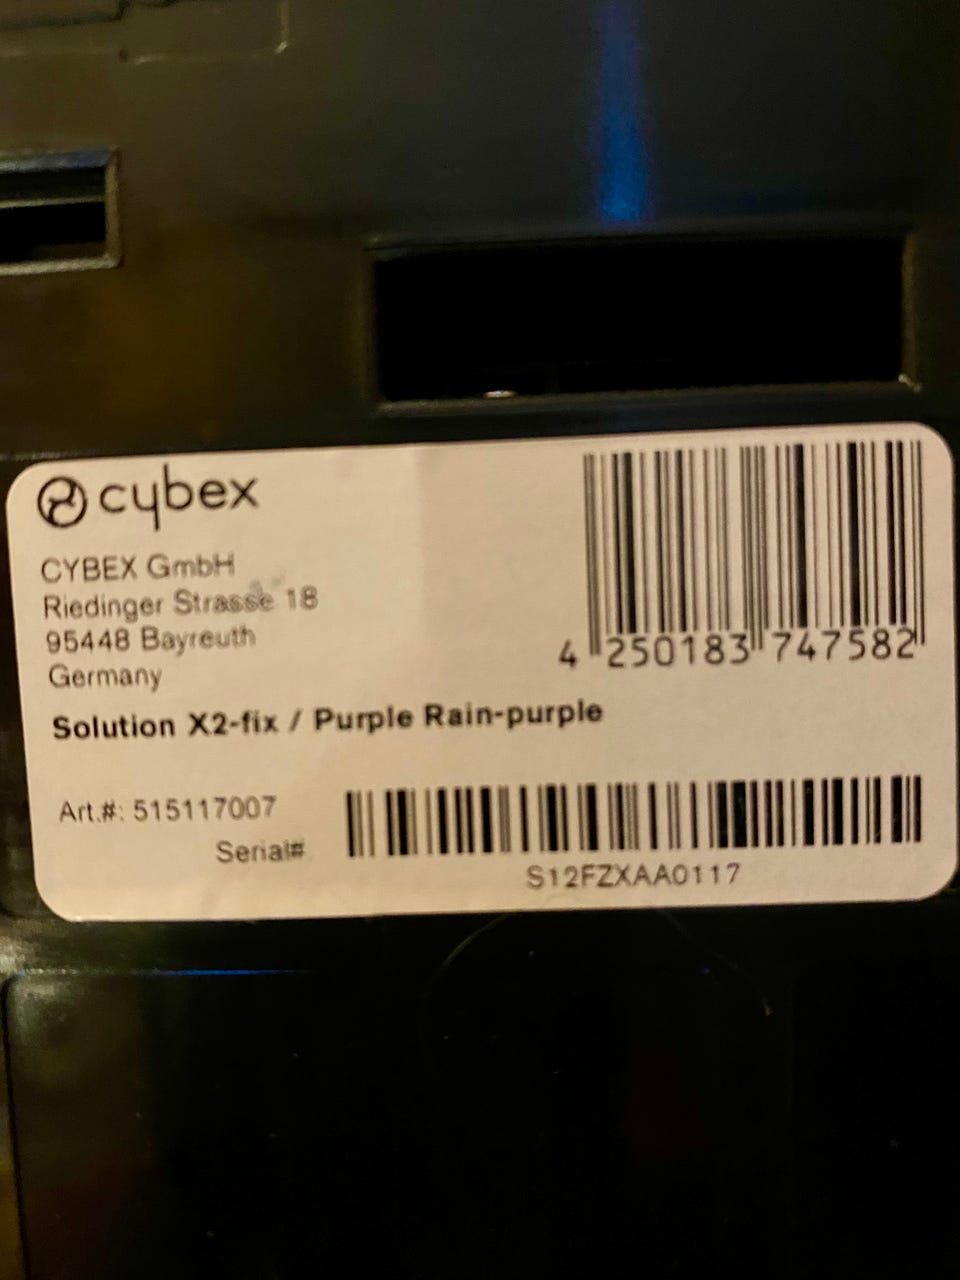 cybex
CYBEX GmbH
Riedinger Strasse 18
95448 Bayreuth
Germany
4 250183 747582
Solution X2-fix / Purple Rain-purple
Art.#: 515117007
Serial#
S12FZXAA0117